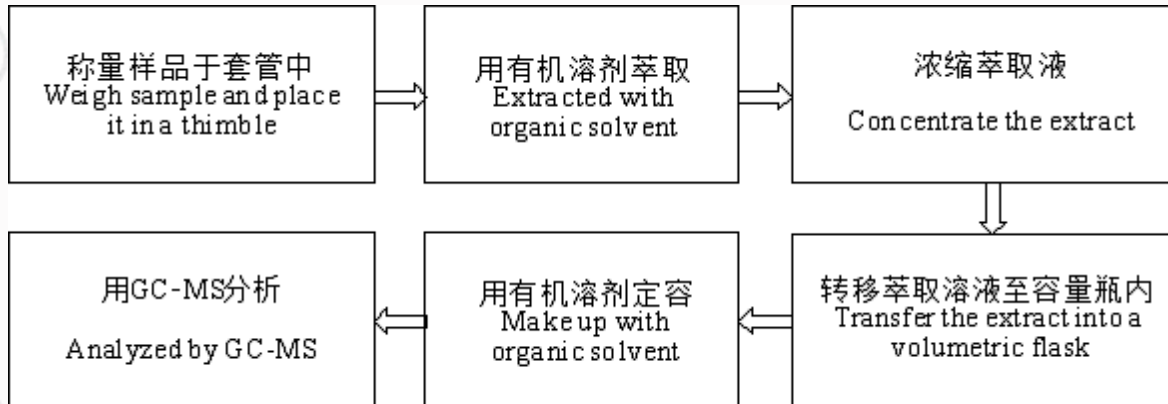 称量样品于套管中
Weigh sample and place
it in a thimble
用有机溶剂萃取
Extracted with
organic solvent
浓缩萃取液
Concentrate the extract
转移萃取溶液至容量瓶内
Transfer the extract into a
volumetric flask
用有机溶剂定容
Make up with
organic solvent
用GC-MS分析
Analyzed by GC-MS